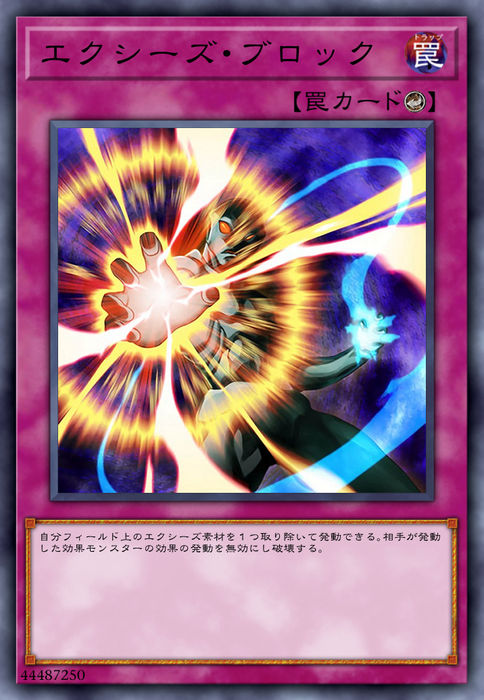 エクシーズ・ブロック
トラップ
罠
【罠カード】
自分フィールド上のエクシーズ素材を１つ取り除いて発動できる。相手が発動
した効果モンスターの効果の発動を無効にし破壊する。
44487250